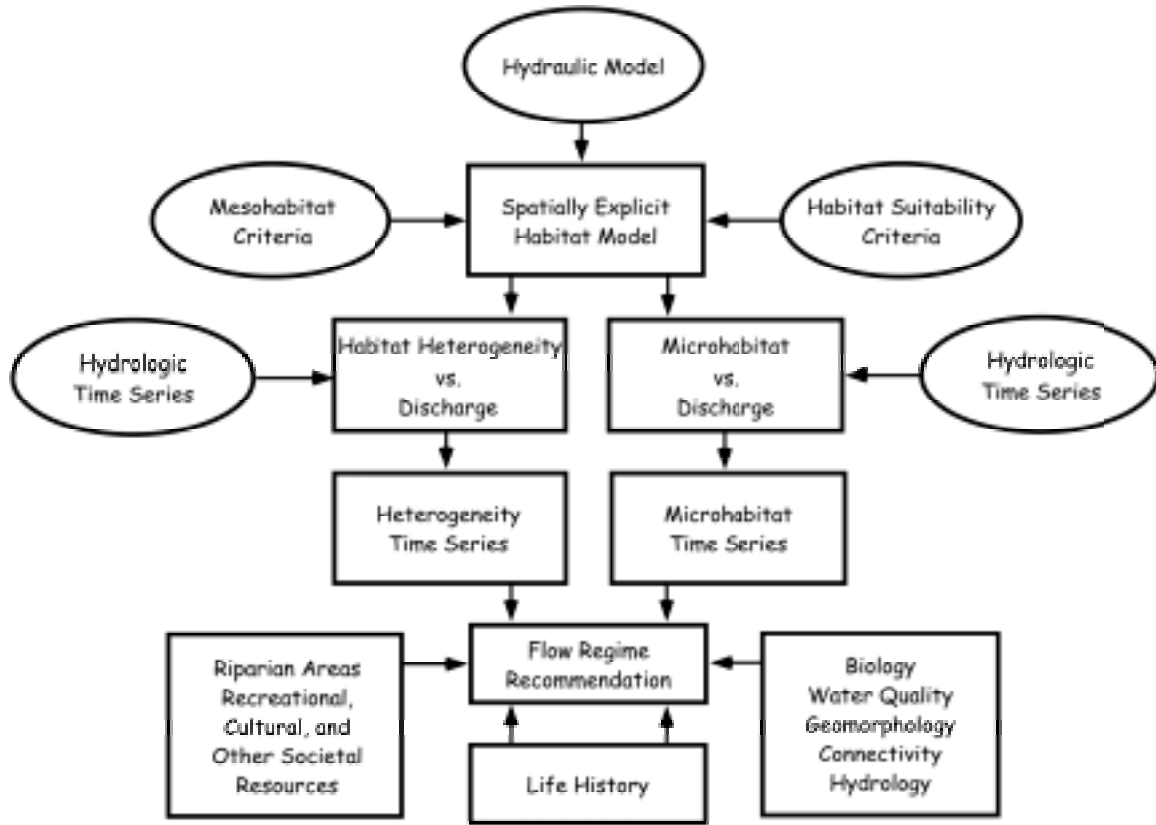 Hydraulic Model
Mesohabitat
Criteria
Spatially Explicit
Habitat Model
Habitat Suitability
Criteria
Hydrologic
Time Series
Habitat Heterogeneity
vs.
Discharge
Microhabitat
vs.
Discharge
Hydrologic
Time Series
Heterogeneity
Time Series
Microhabitat
Time Series
Riparian Areas
Recreational,
Cultural, and
Other Societal
Resources
Flow Regime
Recommendation
Biology
Water Quality
Geomorphology
Connectivity
Hydrology
Life History